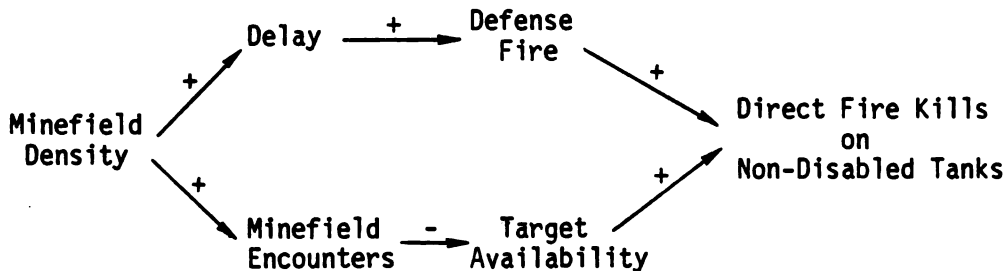 Minefield
Density
+
Delay
+
Defense
Fire
+
+
Minefield
Encounters
-
Target
Availability
+
Direct Fire Kills
on
Non-Disabled Tanks